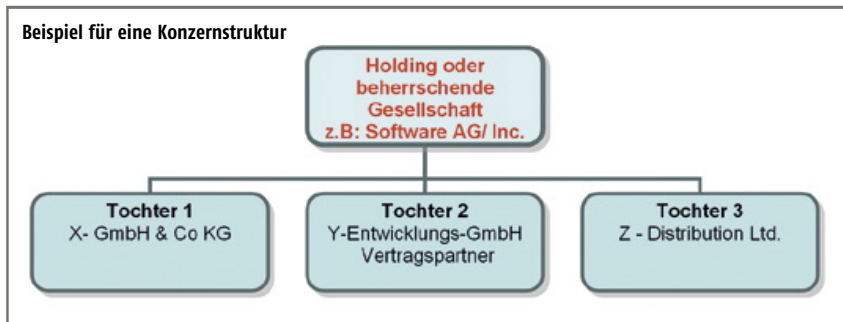 Beispiel für eine Konzernstruktur
Holding oder
beherrschende
Gesellschaft
z.B: Software AG/ Inc.
Tochter 1
X- GmbH & Co KG
Tochter 2
Y-Entwicklungs-GmbH
Vertragspartner
Tochter 3
Z - Distribution Ltd.